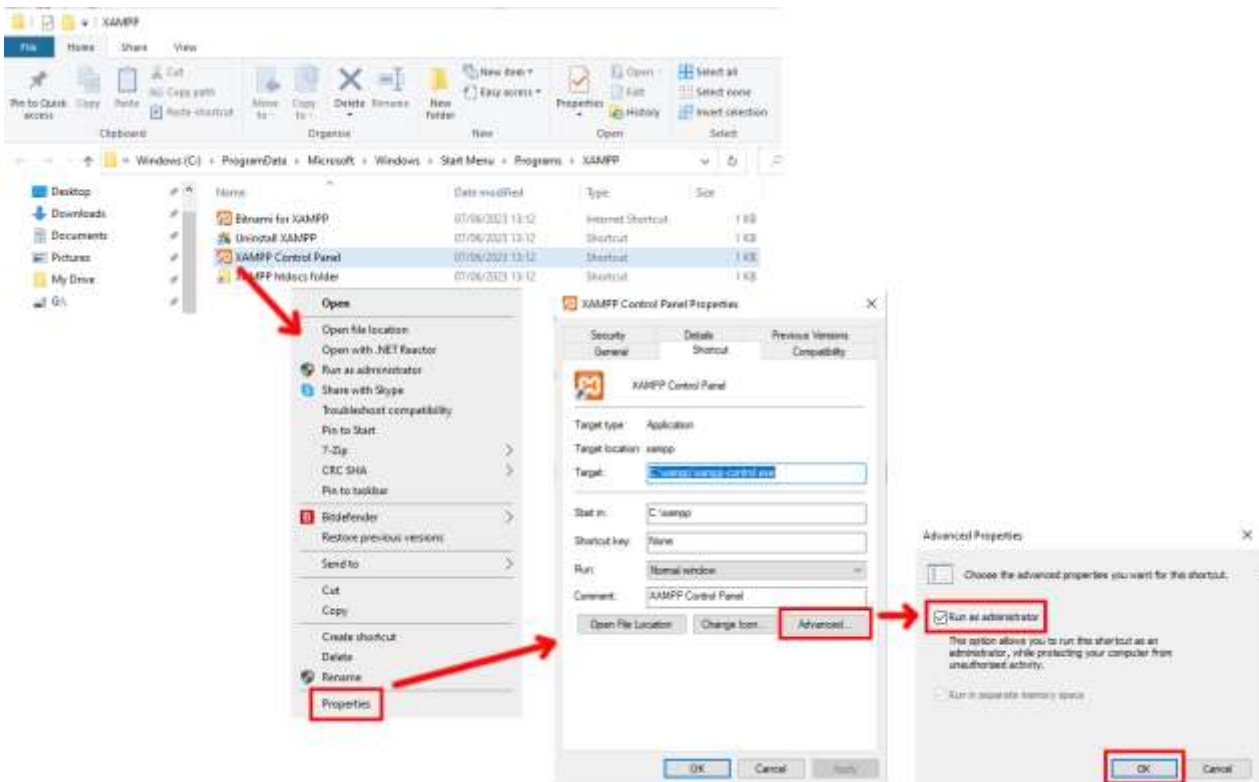 XAMPP
File Home Share View
Pin to Quick access
Copy
Paste
Cut
Copy path
Paste shortcut
Move to
Copy to
Delete
Rename
New folder
New item
Easy access
Properties
Open
Edit
History
Select all
Select none
Invert selection
Clipboard Organise New Open Select
Windows (C:) ProgramData Microsoft Windows Start Menu Programs XAMPP
Desktop
Downloads
Documents
Pictures
My Drive
G:\
Name Date modified Type Size
Bitnami for XAMPP 07/06/2023 13:12 Internet Shortcut 1 KB
Uninstall XAMPP 07/06/2023 13:12 Shortcut 1 KB
XAMPP Control Panel 07/06/2023 13:12 Shortcut 1 KB
XAMPP htdocs folder 07/06/2023 13:12 Shortcut 1 KB
Open
Open file location
Open with .NET Reactor
Run as administrator
Share with Skype
Troubleshoot compatibility
Pin to Start
7-Zip
CRC SHA
Pin to taskbar
Bitdefender
Restore previous versions
Send to
Cut
Copy
Create shortcut
Delete
Rename
Properties
XAMPP Control Panel Properties
Security Details Previous Versions
General Shortcut Compatibility
XAMPP Control Panel
Target type: Application
Target location: xampp
Target: C:\xampp\xampp-control.exe
Start in: C:\xampp
Shortcut key: None
Run: Normal window
Comment: XAMPP Control Panel
Open File Location Change Icon... Advanced...
OK Cancel Apply
Advanced Properties
Choose the advanced properties you want for this shortcut.
Run as administrator
This option allows you to run this shortcut as an
administrator, while protecting your computer from
unauthorised activity.
Run in separate memory space
OK Cancel